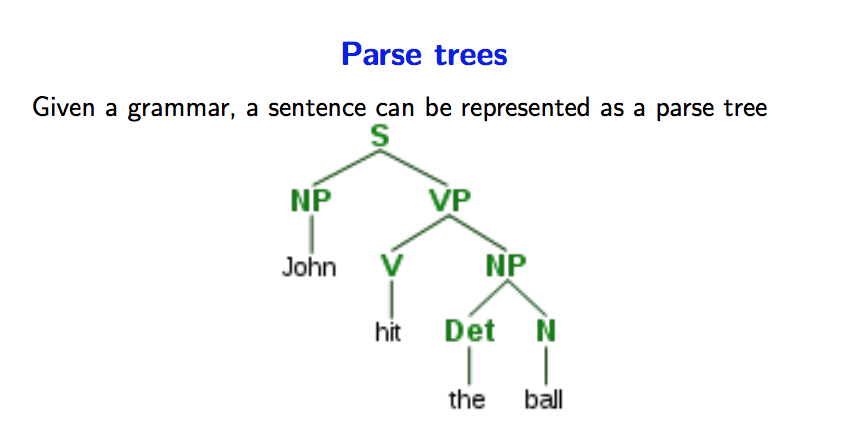 Parse trees
Given a grammar, a sentence can be represented as a parse tree
S
NP VP
John V NP
hit Det N
the ball